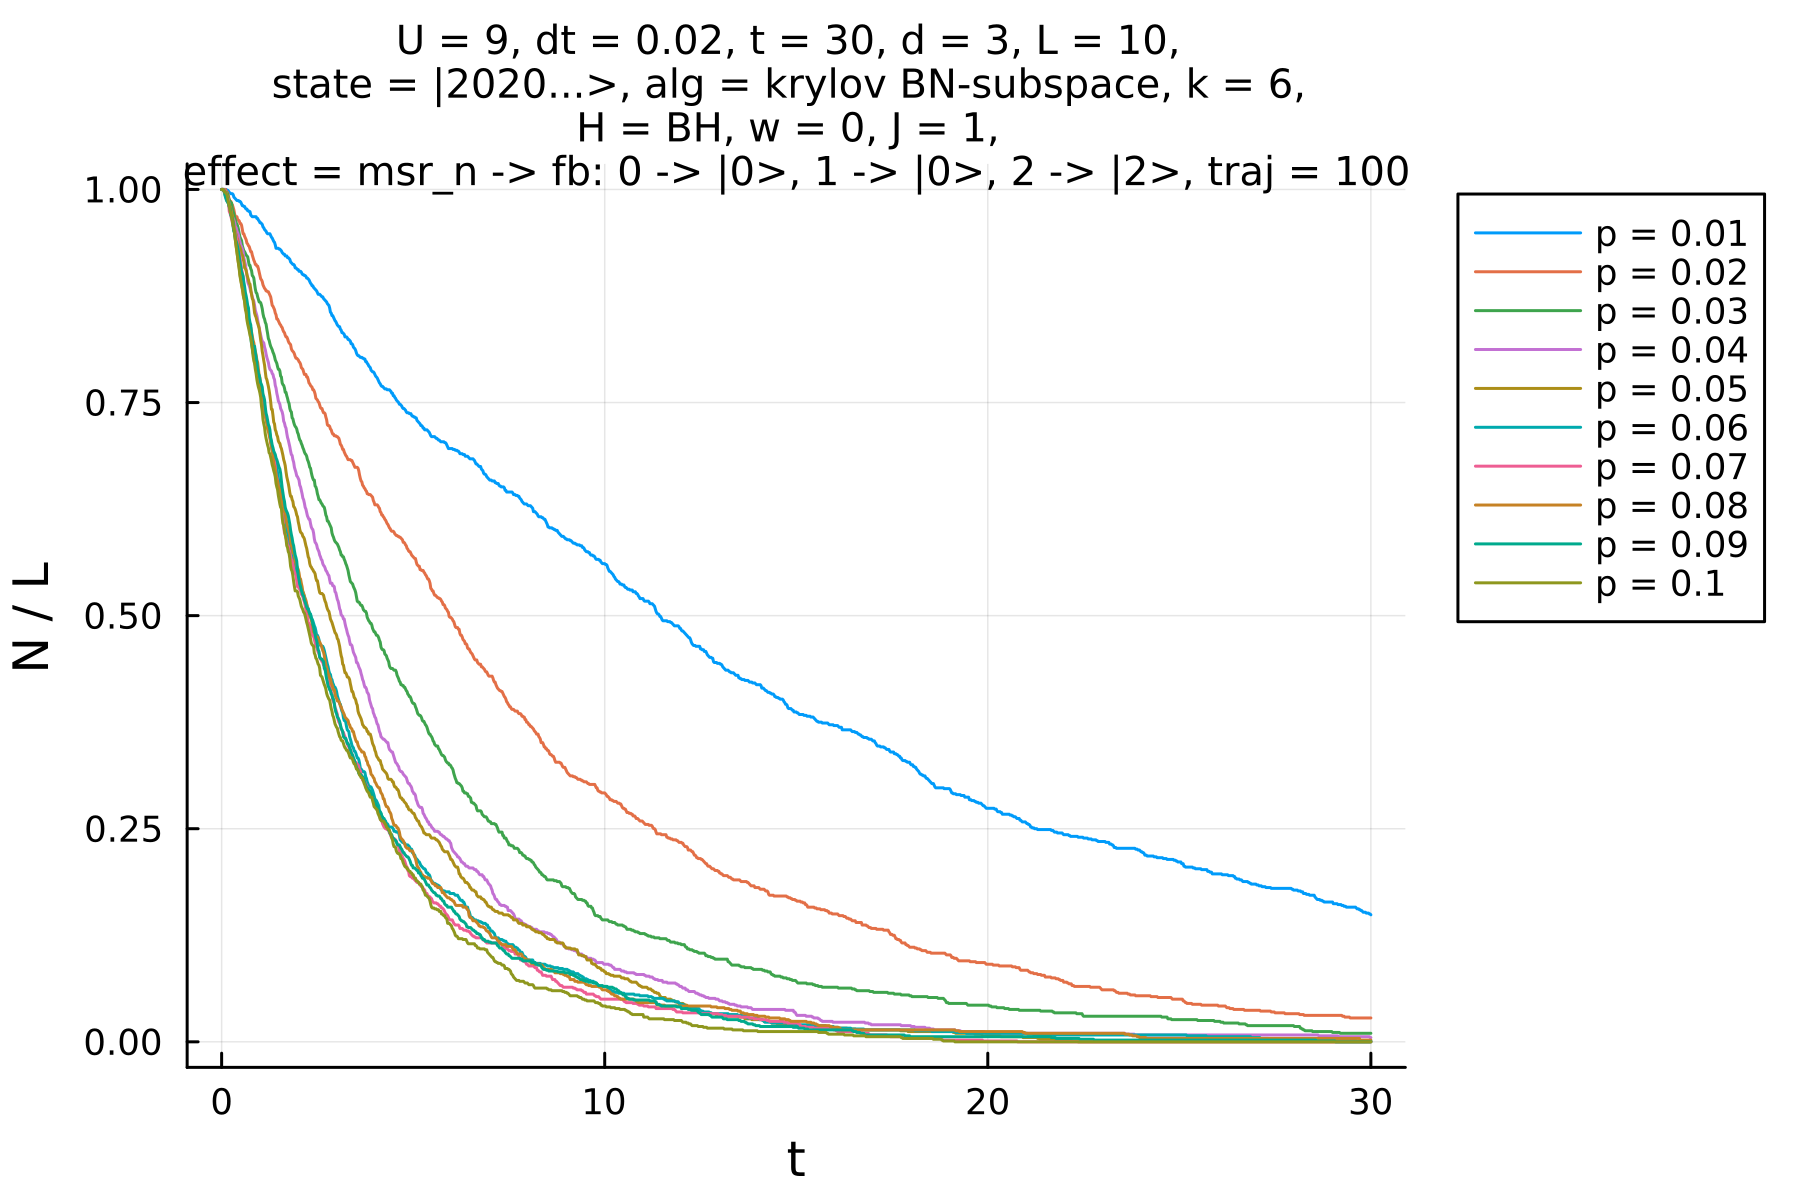 U = 9, dt = 0.02, t = 30, d = 3, L = 10,
state = |2020...>, alg = krylov BN-subspace, k = 6,
H = BH, w = 0, J = 1,
effect = msr_n -> fb: 0 -> |0>, 1 -> |0>, 2 -> |2>, traj = 100
1.00
0.75
0.50
0.25
0.00
N / L
0
10
20
30
t
p = 0.01
p = 0.02
p = 0.03
p = 0.04
p = 0.05
p = 0.06
p = 0.07
p = 0.08
p = 0.09
p = 0.1